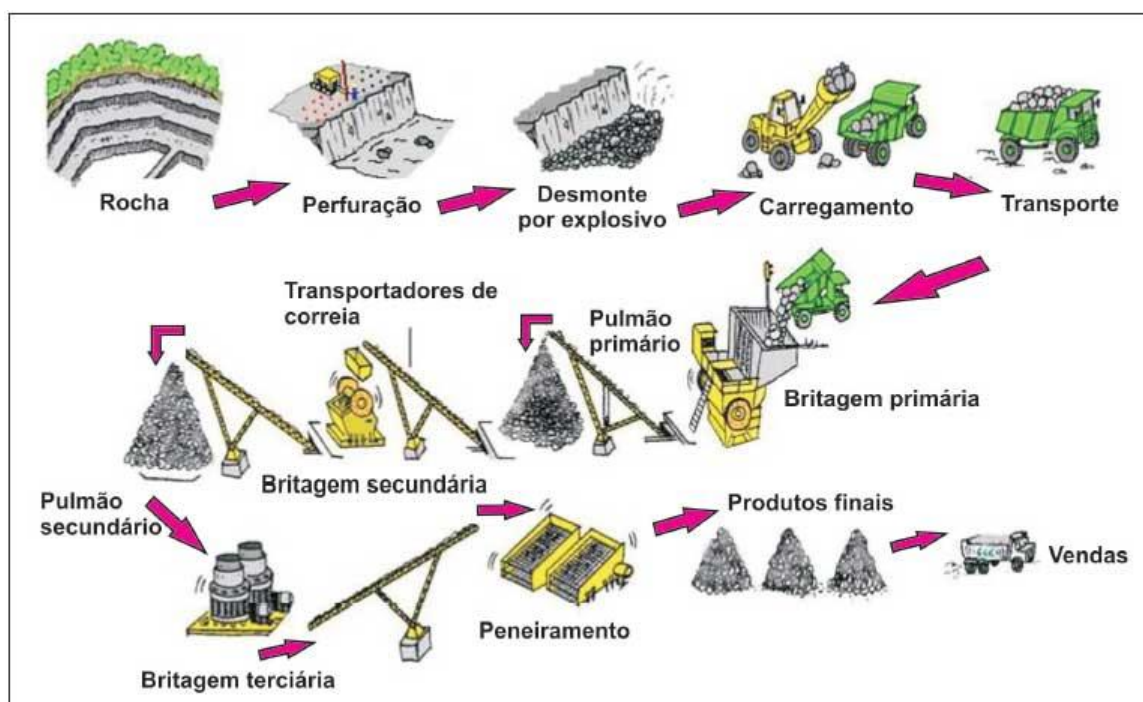 Rocha
Perfuração
Desmonte
por explosivo
Carregamento
Transporte
Transportadores de
correia
Pulmão
primário
Britagem primária
Britagem secundária
Pulmão
secundário
Britagem terciária
Peneiramento
Produtos finais
Vendas